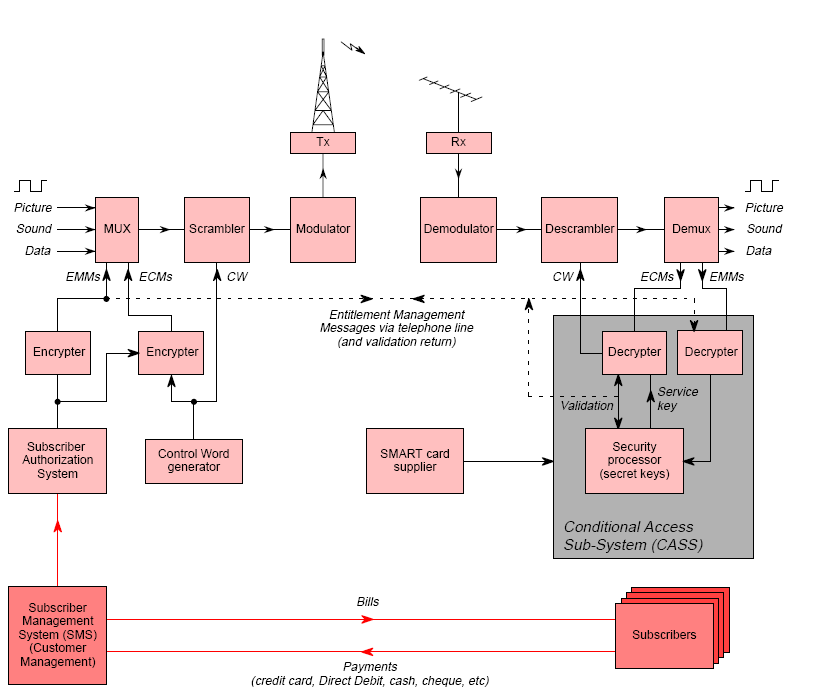 Tx
Rx
Picture
Sound
Data
MUX
Scrambler
Modulator
Demodulator
Descrambler
Demux
Picture
Sound
Data
EMMs
ECMs
CW
CW
ECMs
EMMs
Entitlement Management
Messages via telephone line
(and validation return)
Encrypter
Encrypter
Decrypter
Decrypter
Validation
Service
key
Subscriber
Authorization
System
Control Word
generator
SMART card
supplier
Security
processor
(secret keys)
Conditional Access
Sub-System (CASS)
Subscriber
Management
System (SMS)
(Customer
Management)
Bills
Subscribers
Payments
(credit card, Direct Debit, cash, cheque, etc)